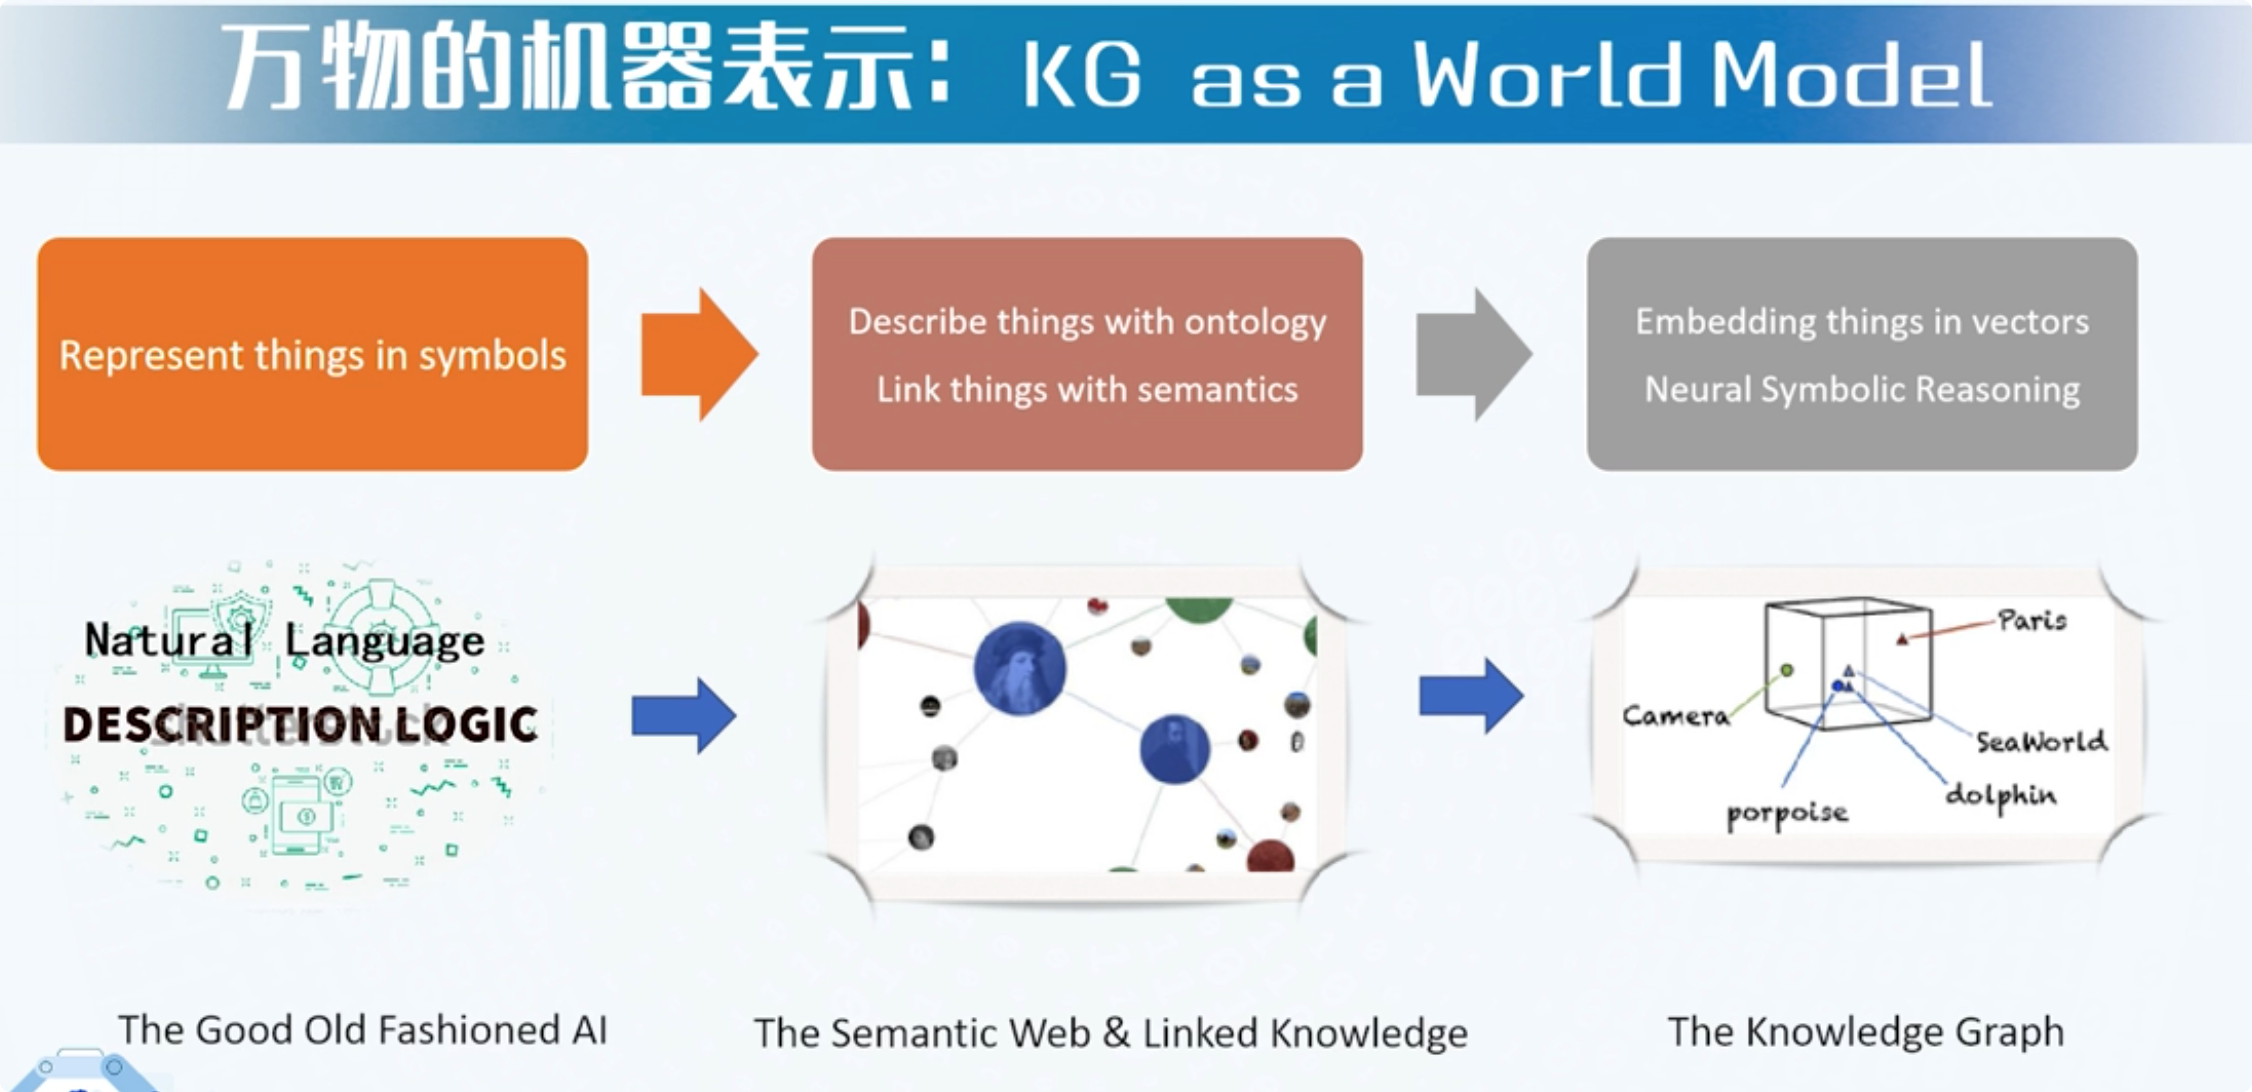 万物的机器表示：KG as a World Model
Represent things in symbols
Describe things with ontology
Link things with semantics
Embedding things in vectors
Neural Symbolic Reasoning
Natural Language
DESCRIPTION LOGIC
shutterstock
Paris
Camera
SeaWorld
dolphin
porpoise
The Good Old Fashioned AI
The Semantic Web & Linked Knowledge
The Knowledge Graph